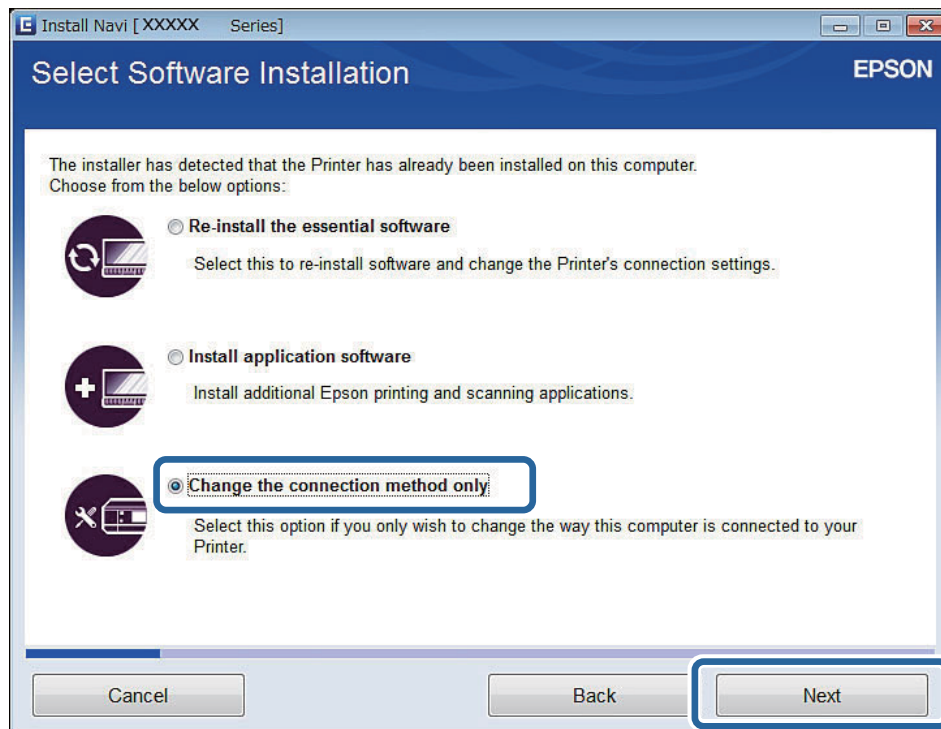 Install Navi [ XXXXX Series]
Select Software Installation
EPSON
The installer has detected that the Printer has already been installed on this computer.
Choose from the below options:
Re-install the essential software
Select this to re-install software and change the Printer's connection settings.
Install application software
Install additional Epson printing and scanning applications.
Change the connection method only
Select this option if you only wish to change the way this computer is connected to your
Printer.
Cancel
Back
Next